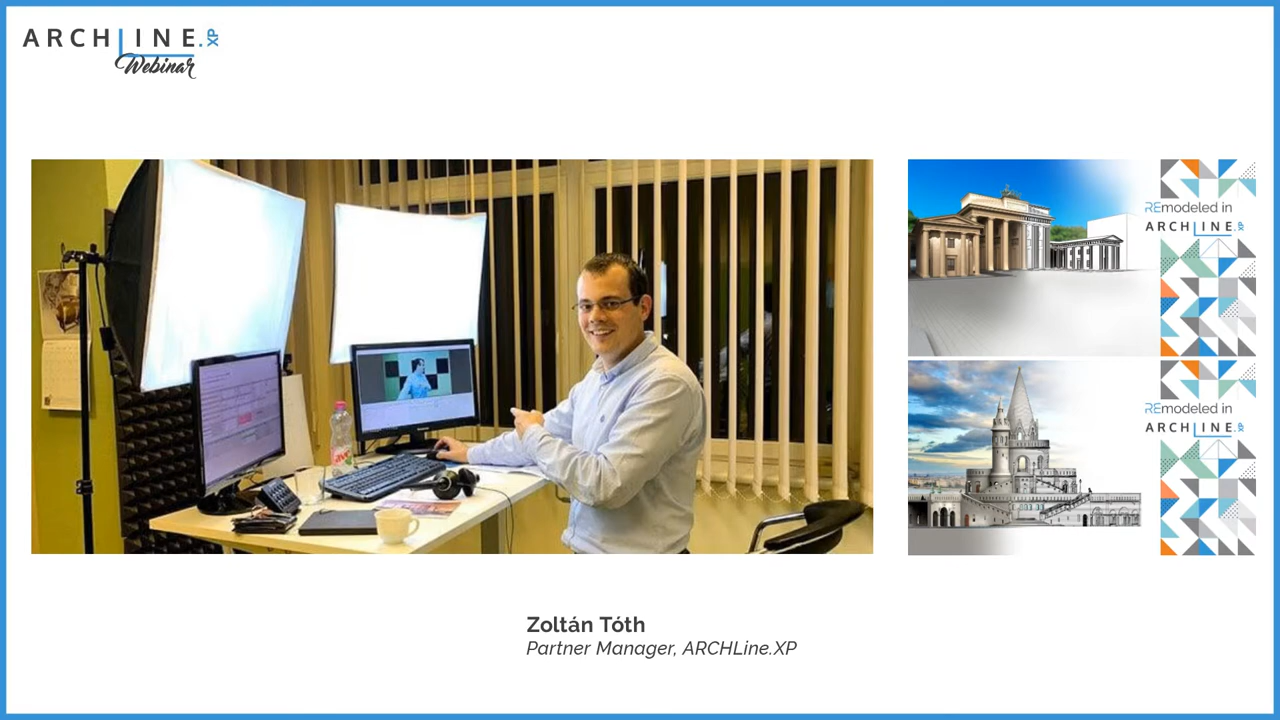 ARCHLINE.XP
Webinar
REmodeled in
ARCHLINE.XP
REmodeled in
ARCHLINE.XP
Zoltán Tóth
Partner Manager, ARCHLine.XP